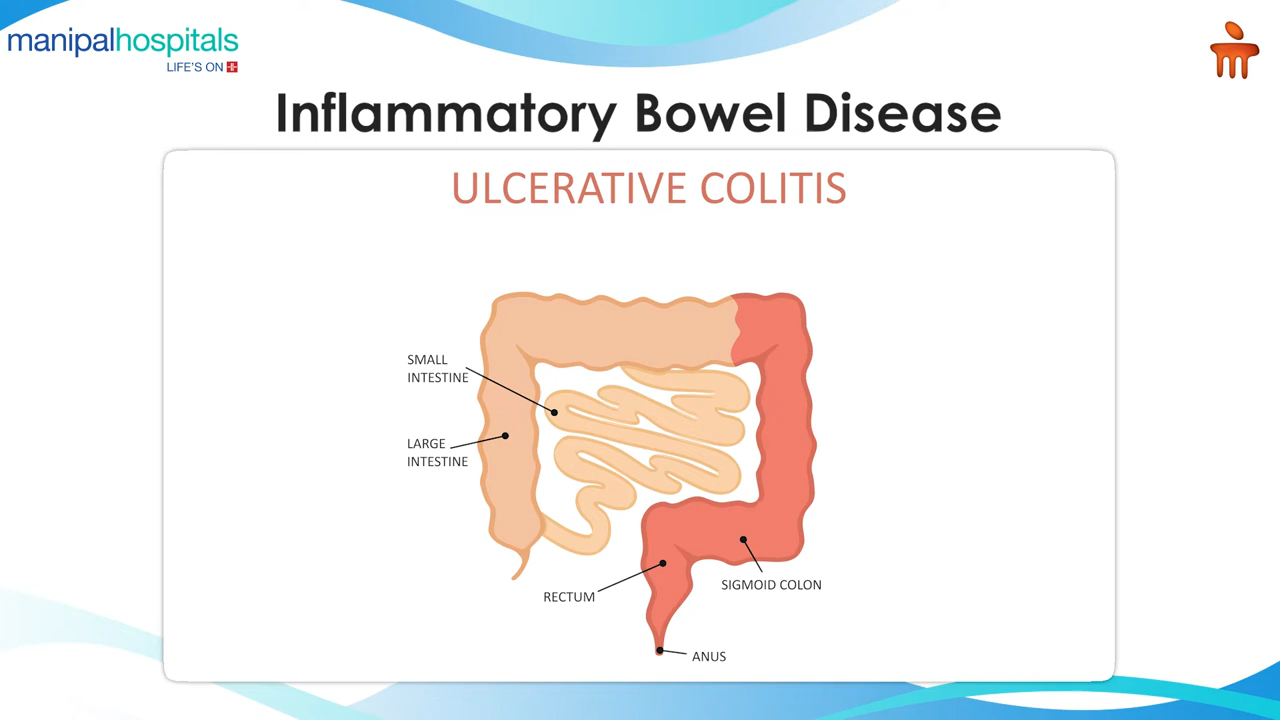 manipalhospitals
LIFE'S ON
Inflammatory Bowel Disease
ULCERATIVE COLITIS
SMALL
INTESTINE
LARGE
INTESTINE
RECTUM
SIGMOID COLON
ANUS